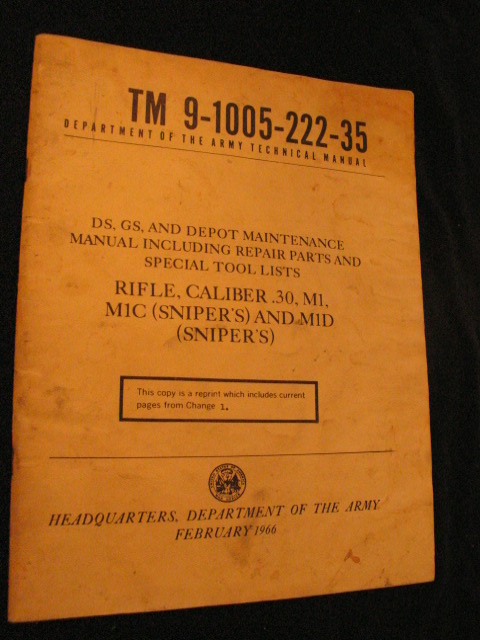 TM 9-1005-222-35
DEPARTMENT OF THE ARMY TECHNICAL MANUAL
DS, GS, AND DEPOT MAINTENANCE
MANUAL INCLUDING REPAIR PARTS AND
SPECIAL TOOL LISTS
RIFLE, CALIBER .30, M1,
M1C (SNIPER'S) AND M1D
(SNIPER'S)
This copy is a reprint which includes current
pages from Change 1.
HEADQUARTERS, DEPARTMENT OF THE ARMY
FEBRUARY 1966